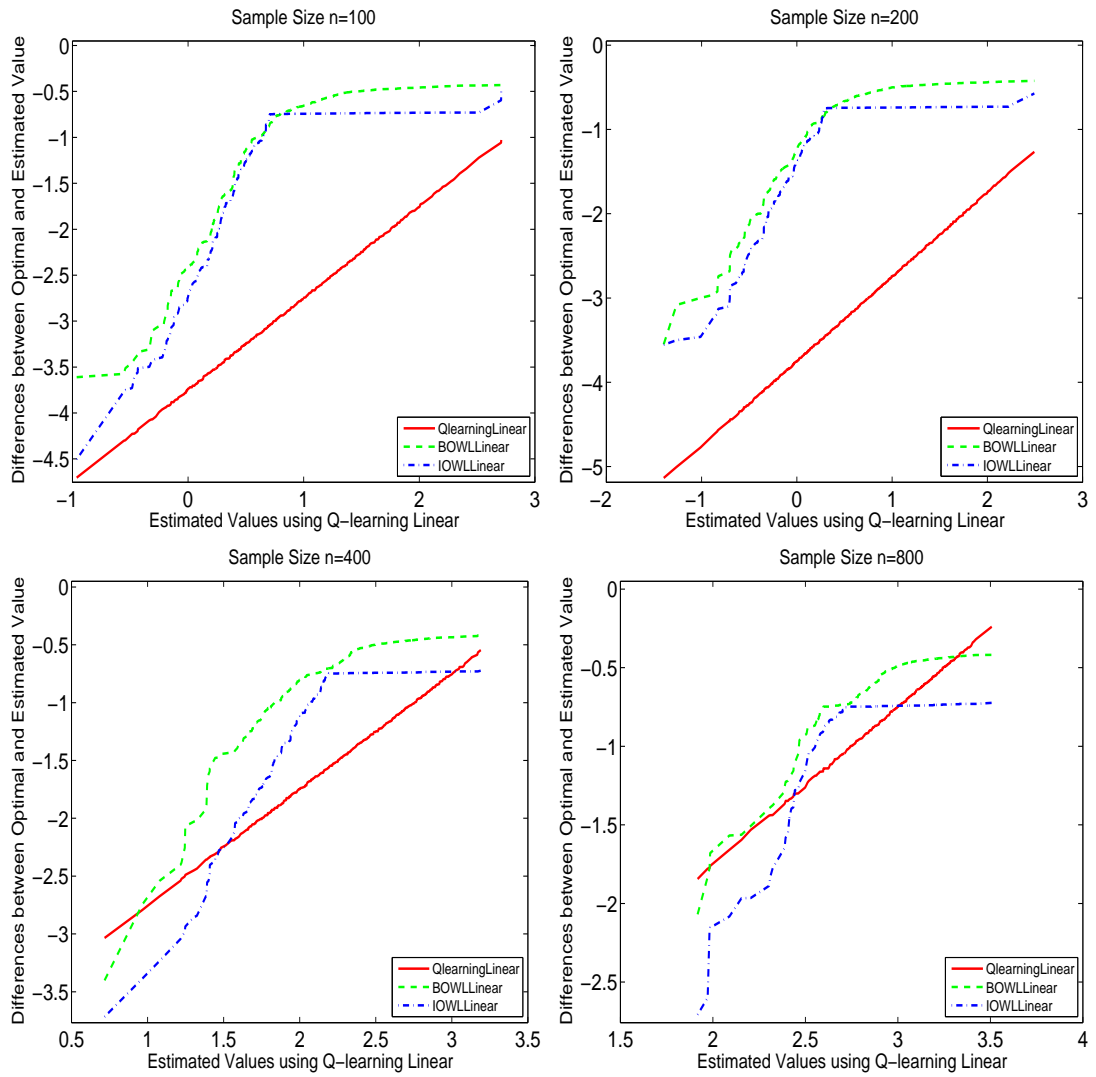 Sample Size n=100
Differences between Optimal and Estimated Value
0
−0.5
−1
−1.5
−2
−2.5
−3
−3.5
−4
−4.5
−1
0
1
2
3
Estimated Values using Q−learning Linear
QlearningLinear
BOWLLinear
IOWLLinear
Sample Size n=200
Differences between Optimal and Estimated Value
0
−1
−2
−3
−4
−5
−2
−1
0
1
2
3
Estimated Values using Q−learning Linear
QlearningLinear
BOWLLinear
IOWLLinear
Sample Size n=400
Differences between Optimal and Estimated Value
0
−0.5
−1
−1.5
−2
−2.5
−3
−3.5
0.5
1
1.5
2
2.5
3
3.5
Estimated Values using Q−learning Linear
QlearningLinear
BOWLLinear
IOWLLinear
Sample Size n=800
Differences between Optimal and Estimated Value
0
−0.5
−1
−1.5
−2
−2.5
1.5
2
2.5
3
3.5
4
Estimated Values using Q−learning Linear
QlearningLinear
BOWLLinear
IOWLLinear